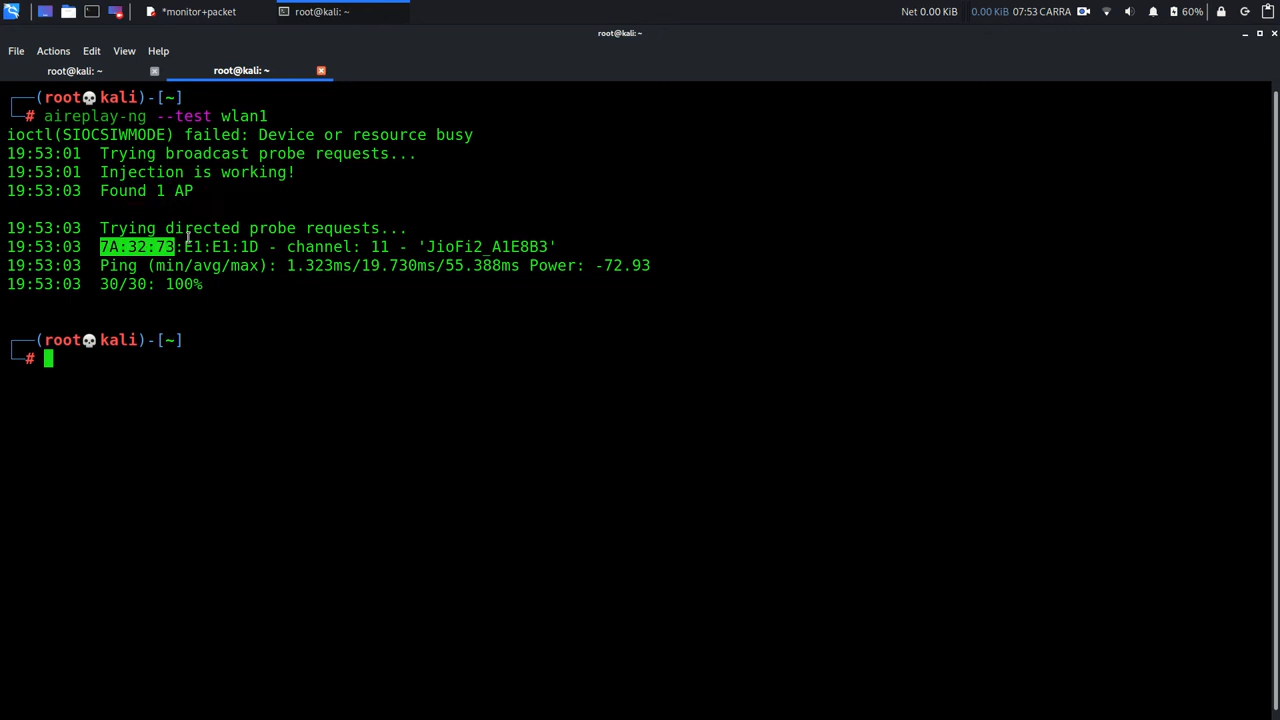 *monitor+packet
root@kali: ~
Net 0.00 KiB
0.00 KiB 07:53 CARRA
60%
root@kali:~
File Actions Edit View Help
root@kali: ~
root@kali: ~
┌──(root💀kali)-[~]
└─# aireplay-ng --test wlan1
ioctl(SIOCSIWMODE) failed: Device or resource busy
19:53:01 Trying broadcast probe requests...
19:53:01 Injection is working!
19:53:03 Found 1 AP
19:53:03 Trying directed probe requests...
19:53:03 7A:32:73:E1:E1:1D - channel: 11 - 'JioFi2_A1E8B3'
19:53:03 Ping (min/avg/max): 1.323ms/19.730ms/55.388ms Power: -72.93
19:53:03 30/30: 100%
┌──(root💀kali)-[~]
└─#